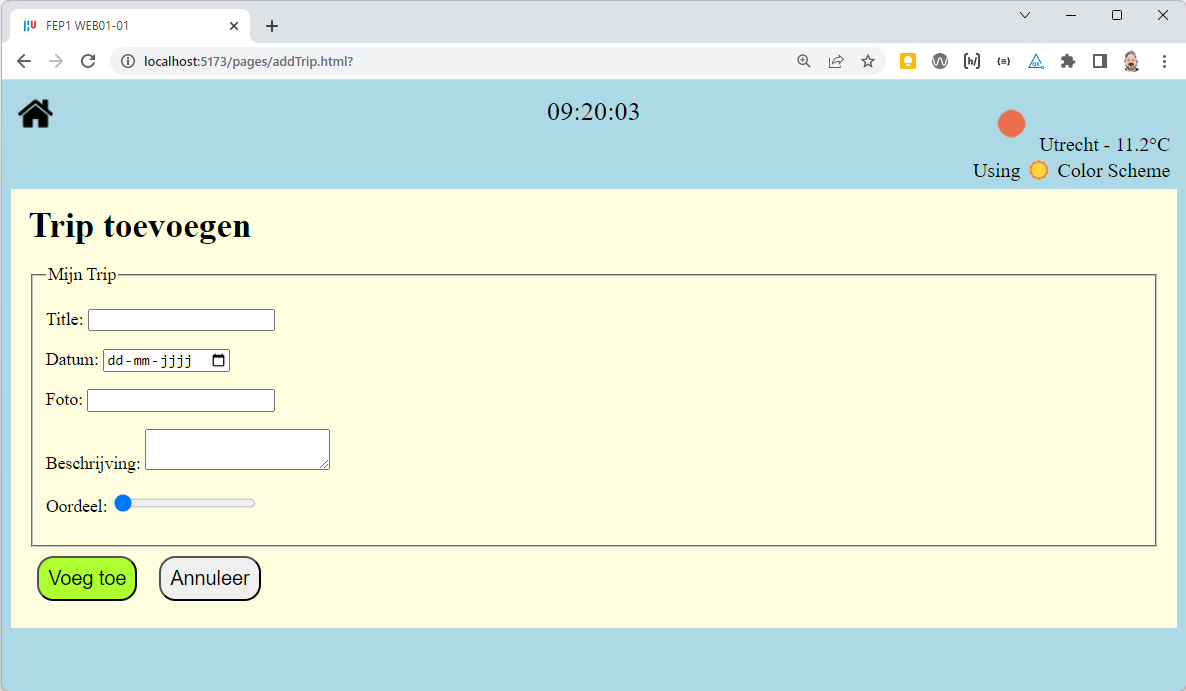 FEP1 WEB01-01
localhost:5173/pages/addTrip.html?
09:20:03
Utrecht - 11.2°C
Using Color Scheme
Trip toevoegen
Mijn Trip
Title:
Datum: dd-mm-jjjj
Foto:
Beschrijving:
Oordeel:
Voeg toe Annuleer